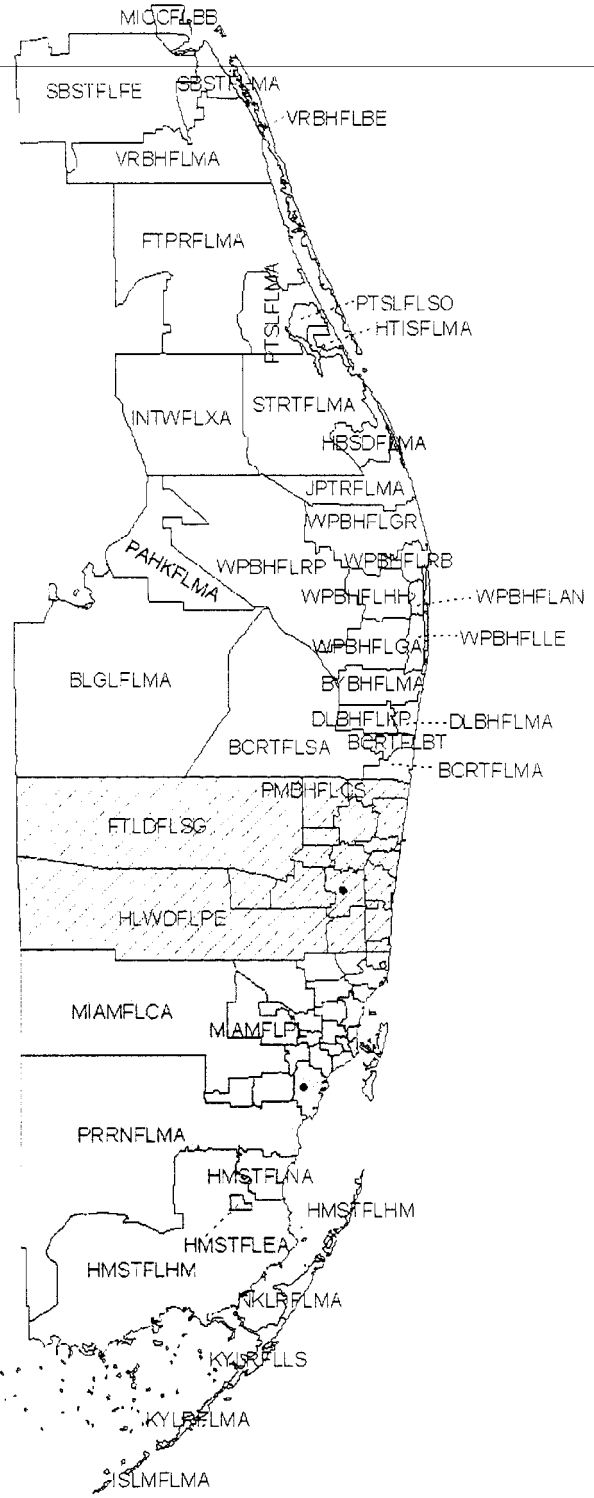 MICCFLBB
SBSTFLFE
SBSTFLMA
VRBHFLBE
VRBHFLMA
FTPRFLMA
PTSLFLMA
PTSLFLSO
HTISFLMA
STRTFLMA
INTWFLXA
HBSDFLMA
JPTRFLMA
WPBHFLGR
PAHKFLMA
WPBHFLRP
WPBHFLRB
WPBHFLHH
WPBHFLAN
WPBHFLLE
WPBHFLGA
BLGLFLMA
BYBHFLMA
DLBHFLKP
DLBHFLMA
BCRTFLSA
BCRTFLBT
BCRTFLMA
PMBHFLCS
FTLDFLSG
HLWDFLPE
MIAMFLCA
MIAMFLPL
PRRNFLMA
HMSTFLNA
HMSTFLHM
HMSTFLEA
HMSTFLHM
NKLRFLMA
KYLRFLLS
KYLRFLMA
ISLMFLMA